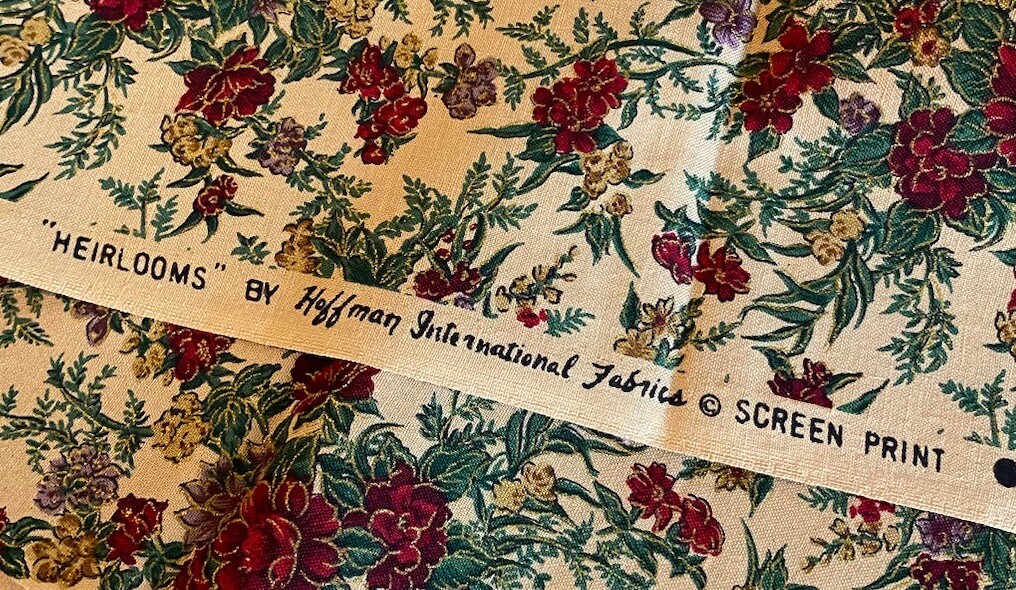 "HEIRLOOMS" BY Hoffman International Fabrics © SCREEN PRINT